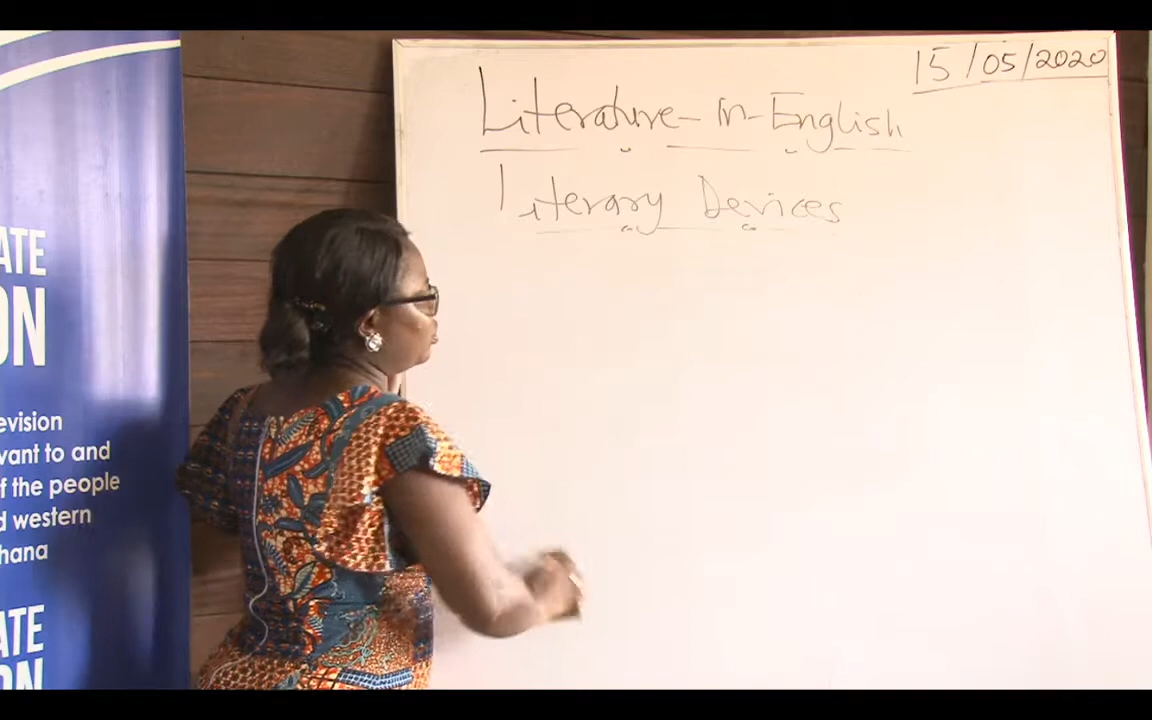 15/05/2020
Literature-in-English
Literary Devices
ATE
ON
evision
vant to and
f the people
d western
hana
ATE
ON